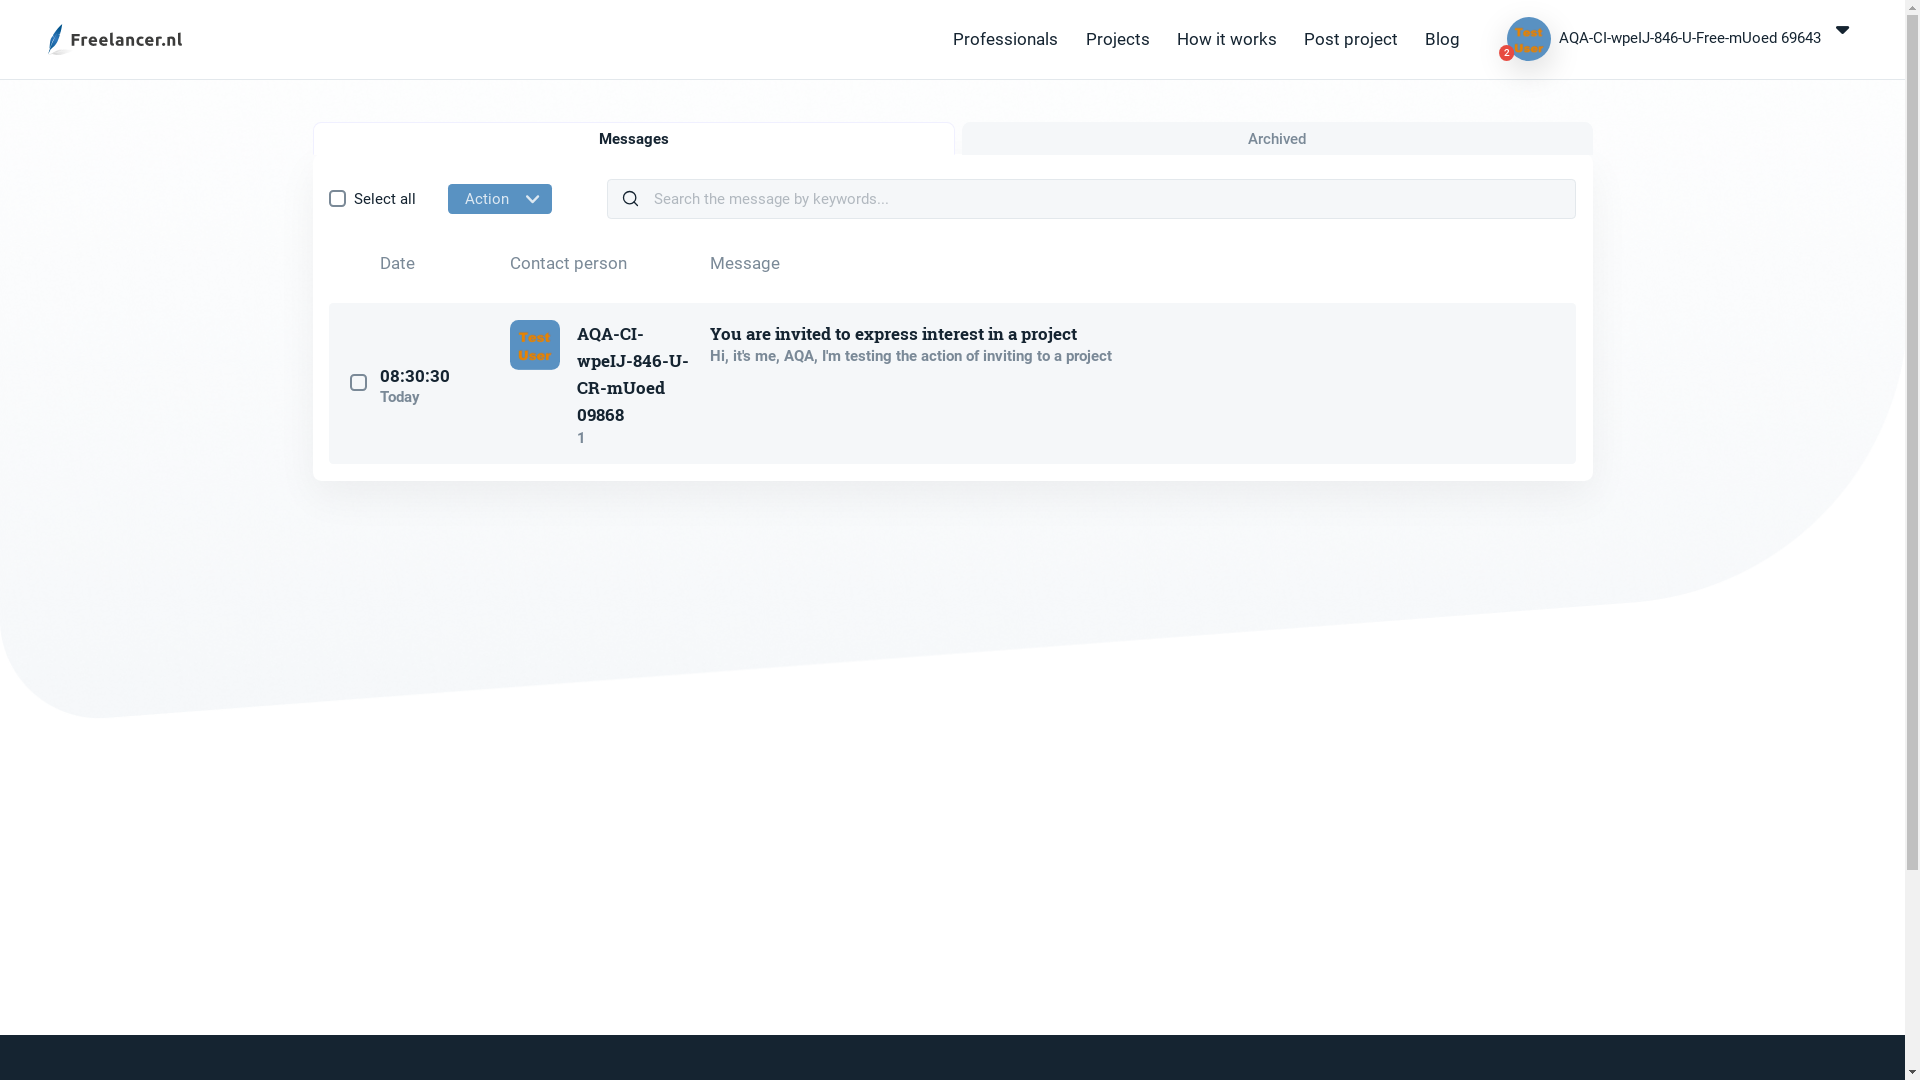 Freelancer.nl
Professionals
Projects
How it works
Post project
Blog
Test
User
2
AQA-CI-wpeIJ-846-U-Free-mUoed 69643
Messages
Archived
Select all
Action
Search the message by keywords...
Date
Contact person
Message
08:30:30
Today
Test
User
AQA-CI-
wpeIJ-846-U-
CR-mUoed
09868
1
You are invited to express interest in a project
Hi, it's me, AQA, I'm testing the action of inviting to a project